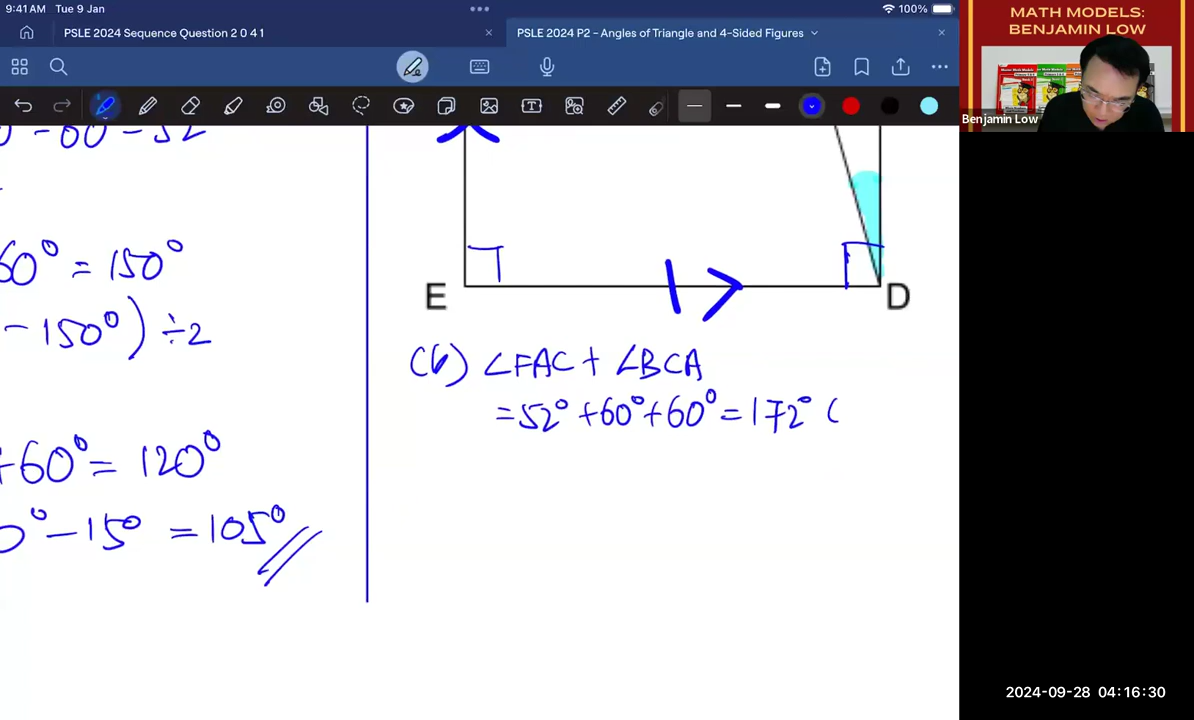 9:41 AM Tue 9 Jan
100%
PSLE 2024 Sequence Question 2 0 4 1
PSLE 2024 P2 - Angles of Triangle and 4-Sided Figures
MATH MODELS:
BENJAMIN LOW
Benjamin Low
- 60 - 52
60° = 150°
- 150°) ÷ 2
+ 60° = 120°
0° - 15° = 105°
E
D
(b) ∠FAC + ∠BCA
= 52° + 60° + 60° = 172° (
2024-09-28 04:16:30